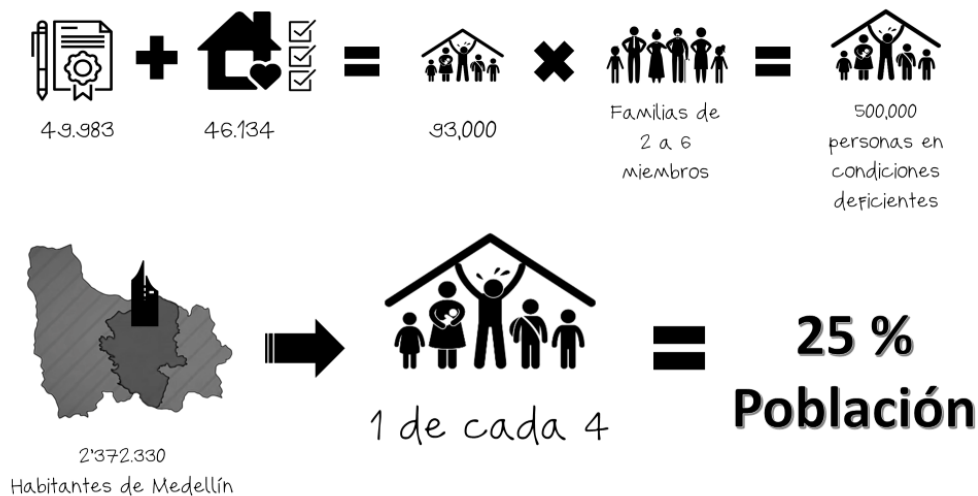 49.983
46.134
93,000
Familias de
2 a 6
miembros
500,000
personas en
condiciones
deficientes
2'372.330
Habitantes de Medellín
1 de cada 4
25 %
Población